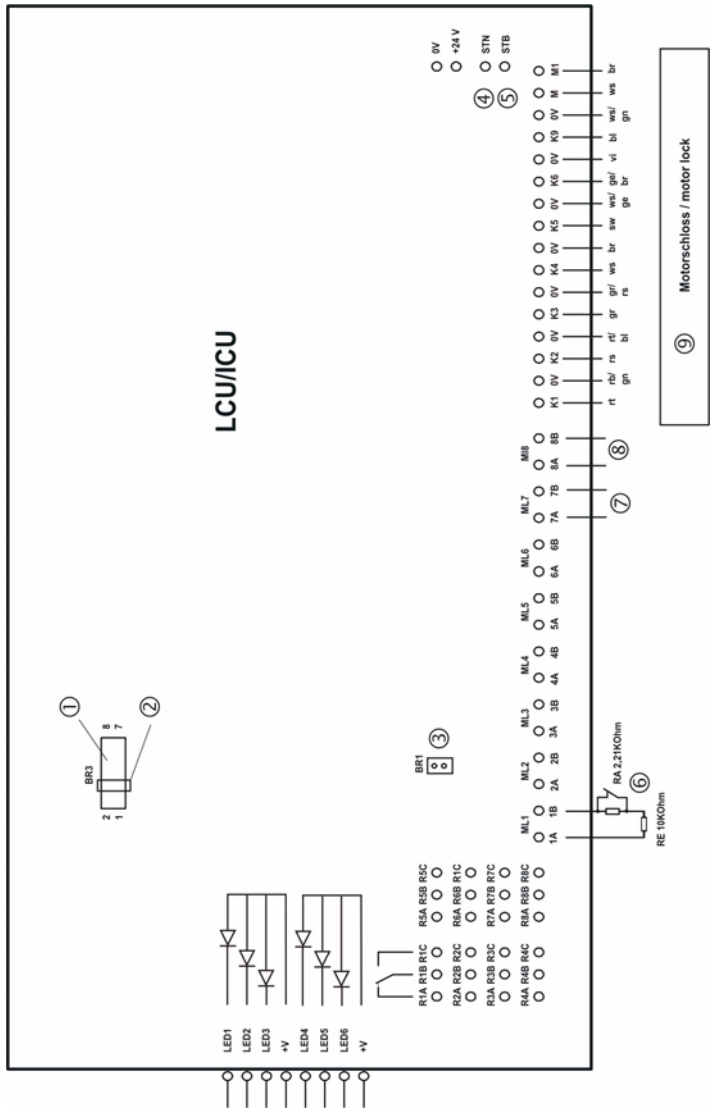 LCU/ICU
0V
+24 V
STN
STB
④
⑤
①
BR3
2 8
1 7
②
BR1
③
LED1
LED2
LED3
+V
LED4
LED5
LED6
+V
R1A R1B R1C R5A R5B R5C
R2A R2B R2C R6A R6B R1C
R3A R3B R3C R7A R7B R7C
R4A R4B R4C R8A R8B R8C
ML1 ML2 ML3 ML4 ML5 ML6 ML7 MI8
1A 1B 2A 2B 3A 3B 4A 4B 5A 5B 6A 6B 7A 7B 8A 8B K1 0V K2 0V K3 0V K4 0V K5 0V K6 0V K9 0V M M1
rt rb/ rs rt/ gr gr/ ws br sw ws/ ge/ vi bl ws/ ws br
gn bl rs ge br gn
RA 2,21KOhm
⑥
RE 10KOhm
⑦
⑧
⑨ Motorschloss / motor lock